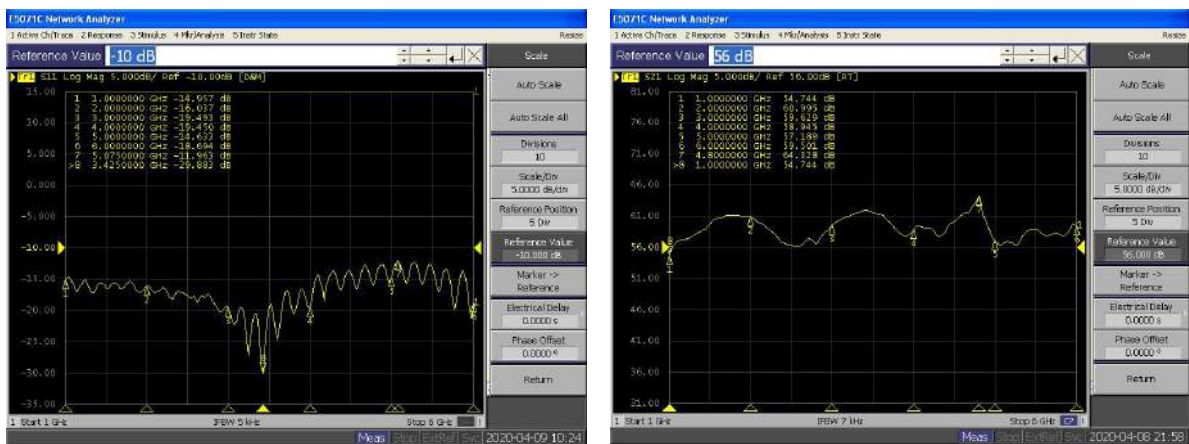 E5071C Network Analyzer
1 Active Ch/Trace 2 Response 3 Stimulus 4 Mkr/Analysis 5 Instr State
Resize
Reference Value -10 dB
Tr1 S11 Log Mag 5.000dB/ Ref -10.00dB [D&M]
15.00
10.00
5.000
0.000
-5.000
-10.00
-15.00
-20.00
-25.00
-30.00
-35.00
1 1.0000000 GHz -14.957 dB
2 2.0000000 GHz -16.037 dB
3 3.0000000 GHz -19.493 dB
4 4.0000000 GHz -19.450 dB
5 5.0000000 GHz -14.633 dB
6 6.0000000 GHz -18.694 dB
7 5.0750000 GHz -11.963 dB
>8 3.4250000 GHz -29.883 dB
1 Start 1 GHz
IFBW 5 kHz
Stop 6 GHz
Scale
Auto Scale
Auto Scale All
Divisions
10
Scale/Div
5.0000 dB/div
Reference Position
5 Div
Reference Value
-10.000 dB
Marker ->
Reference
Electrical Delay
0.0000 s
Phase Offset
0.0000 °
Return
Meas Stop ExtRef Svc 2020-04-09 10:24
E5071C Network Analyzer
1 Active Ch/Trace 2 Response 3 Stimulus 4 Mkr/Analysis 5 Instr State
Resize
Reference Value 56 dB
Tr1 S21 Log Mag 5.000dB/ Ref 56.00dB [RT]
81.00
76.00
71.00
66.00
61.00
56.00
51.00
46.00
41.00
36.00
31.00
1 1.0000000 GHz 54.744 dB
2 2.0000000 GHz 60.995 dB
3 3.0000000 GHz 59.629 dB
4 4.0000000 GHz 58.945 dB
5 5.0000000 GHz 57.189 dB
6 6.0000000 GHz 59.501 dB
7 4.8000000 GHz 64.328 dB
>8 1.0000000 GHz 54.744 dB
1 Start 1 GHz
IFBW 7 kHz
Stop 6 GHz C?
Scale
Auto Scale
Auto Scale All
Divisions
10
Scale/Div
5.0000 dB/div
Reference Position
5 Div
Reference Value
56.000 dB
Marker ->
Reference
Electrical Delay
0.0000 s
Phase Offset
0.0000 °
Return
Meas Stop ExtRef Svc 2020-04-08 21:58